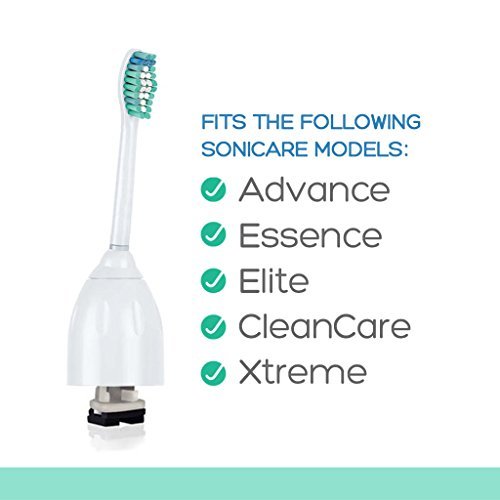 FITS THE FOLLOWING
SONICARE MODELS:
Advance
Essence
Elite
CleanCare
Xtreme